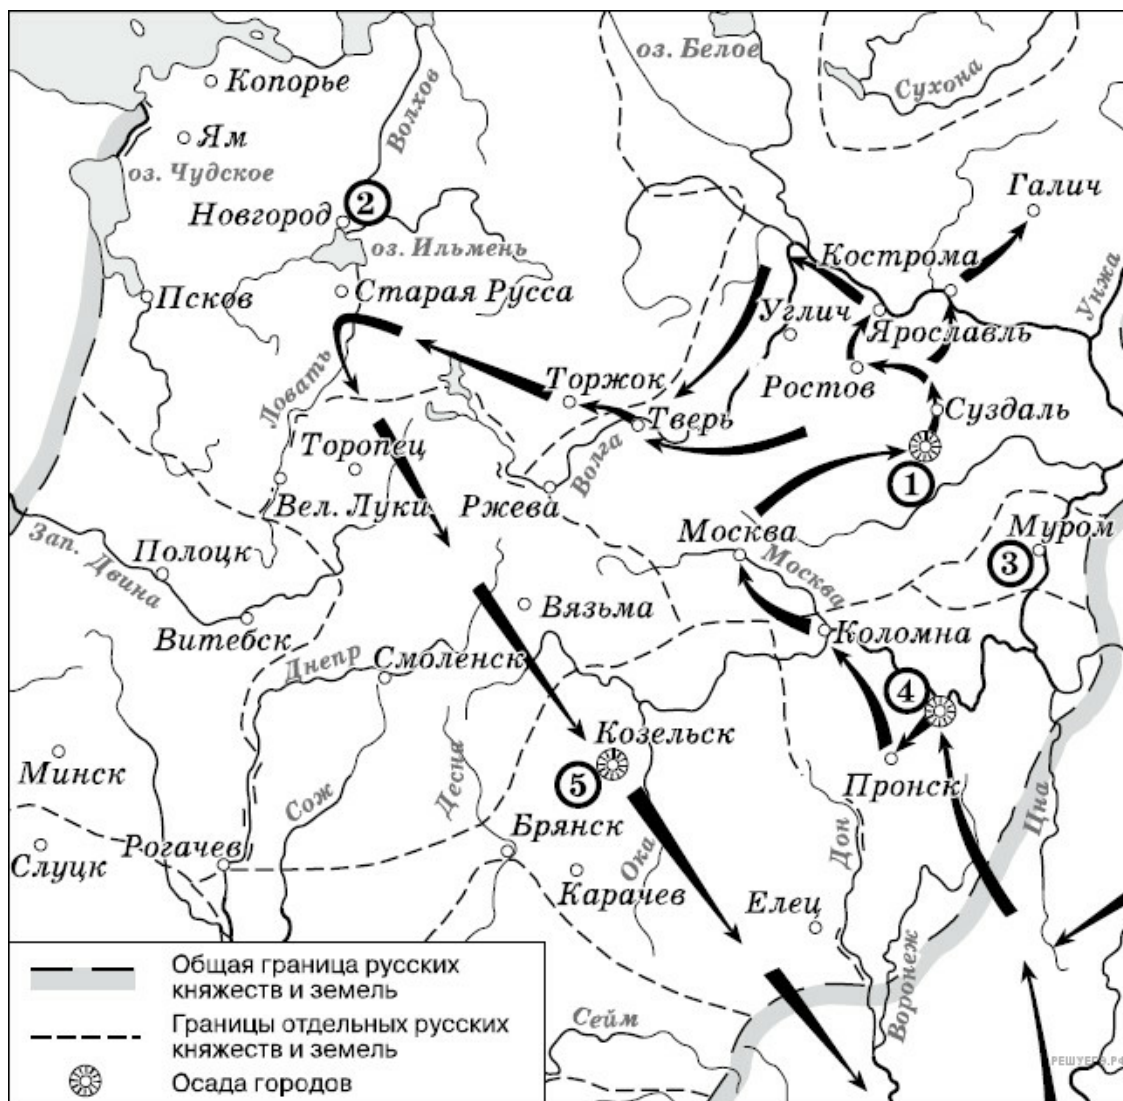 оз. Белое
Сухона
Копорье
Волхов
Ям
оз. Чудское
Галич
Новгород
2
оз. Ильмень
Кострома
Унжа
Псков
Старая Русса
Углич
Ярославль
Ловать
Торжок
Ростов
Тверь
Суздаль
Торопец
Волга
1
Вел. Луки
Ржева
Москва
Муром
Зап. Двина
Полоцк
Москва
3
Вязьма
Витебск
Коломна
Днепр
Смоленск
4
Козельск
Минск
Сож
Десна
5
Пронск
Цна
Брянск
Дон
Слуцк
Рогачев
Ока
Карачев
Елец
Воронеж
Сейм
Общая граница русских
княжеств и земель
Границы отдельных русских
княжеств и земель
Осада городов
РЕШУЕГЭ.РФ